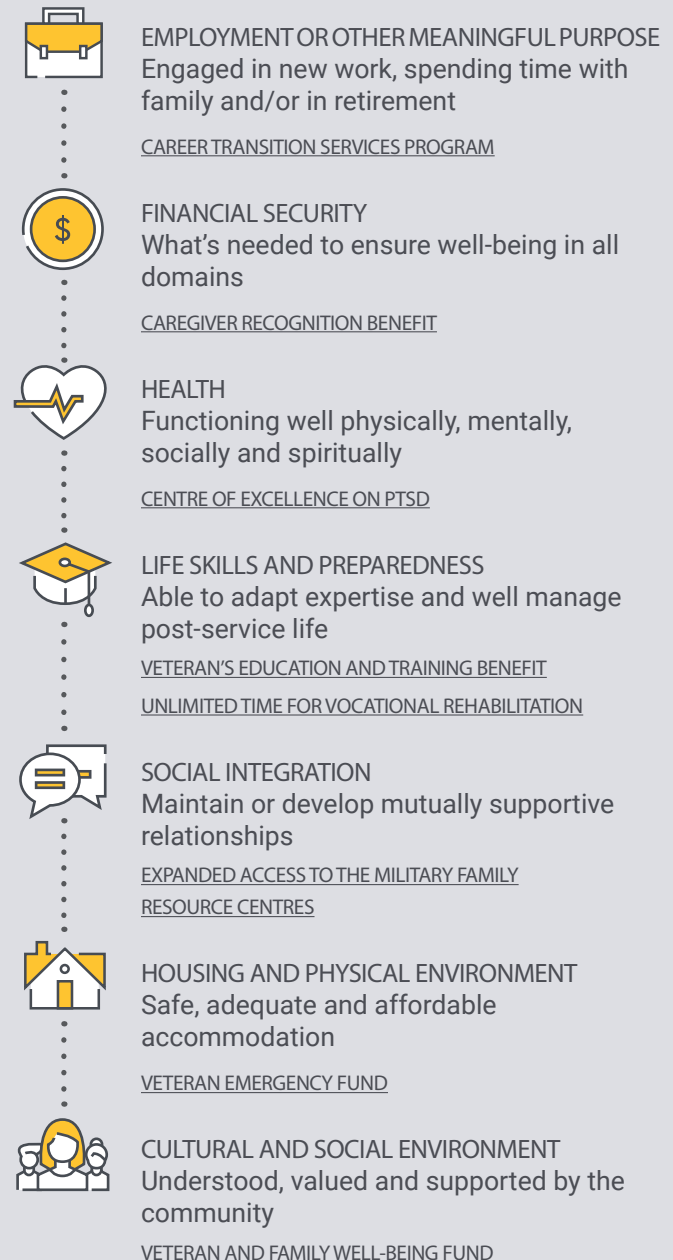 EMPLOYMENT OR OTHER MEANINGFUL PURPOSE
Engaged in new work, spending time with
family and/or in retirement
CAREER TRANSITION SERVICES PROGRAM
$
FINANCIAL SECURITY
What's needed to ensure well-being in all
domains
CAREGIVER RECOGNITION BENEFIT
HEALTH
Functioning well physically, mentally,
socially and spiritually
CENTRE OF EXCELLENCE ON PTSD
LIFE SKILLS AND PREPAREDNESS
Able to adapt expertise and well manage
post-service life
VETERAN'S EDUCATION AND TRAINING BENEFIT
UNLIMITED TIME FOR VOCATIONAL REHABILITATION
SOCIAL INTEGRATION
Maintain or develop mutually supportive
relationships
EXPANDED ACCESS TO THE MILITARY FAMILY
RESOURCE CENTRES
HOUSING AND PHYSICAL ENVIRONMENT
Safe, adequate and affordable
accommodation
VETERAN EMERGENCY FUND
CULTURAL AND SOCIAL ENVIRONMENT
Understood, valued and supported by the
community
VETERAN AND FAMILY WELL-BEING FUND